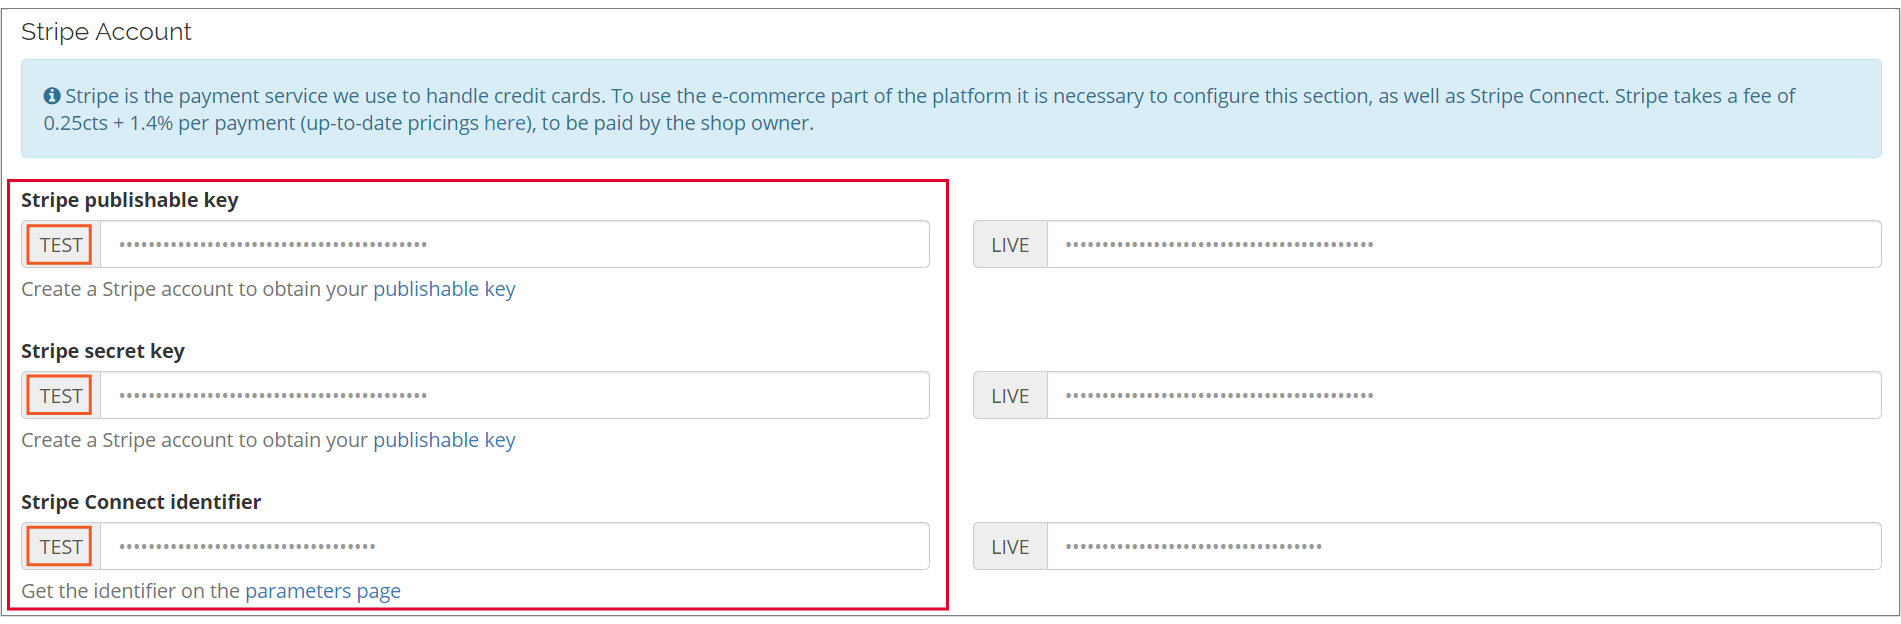 Stripe Account
Stripe is the payment service we use to handle credit cards. To use the e-commerce part of the platform it is necessary to configure this section, as well as Stripe Connect. Stripe takes a fee of
0.25cts + 1.4% per payment (up-to-date pricings here), to be paid by the shop owner.
Stripe publishable key
TEST ••••••••••••••••••••••••••••••••••••••••••
LIVE ••••••••••••••••••••••••••••••••••••••••••
Create a Stripe account to obtain your publishable key
Stripe secret key
TEST ••••••••••••••••••••••••••••••••••••••••••
LIVE ••••••••••••••••••••••••••••••••••••••••••
Create a Stripe account to obtain your publishable key
Stripe Connect identifier
TEST •••••••••••••••••••••••••••••••••••
LIVE •••••••••••••••••••••••••••••••••••
Get the identifier on the parameters page